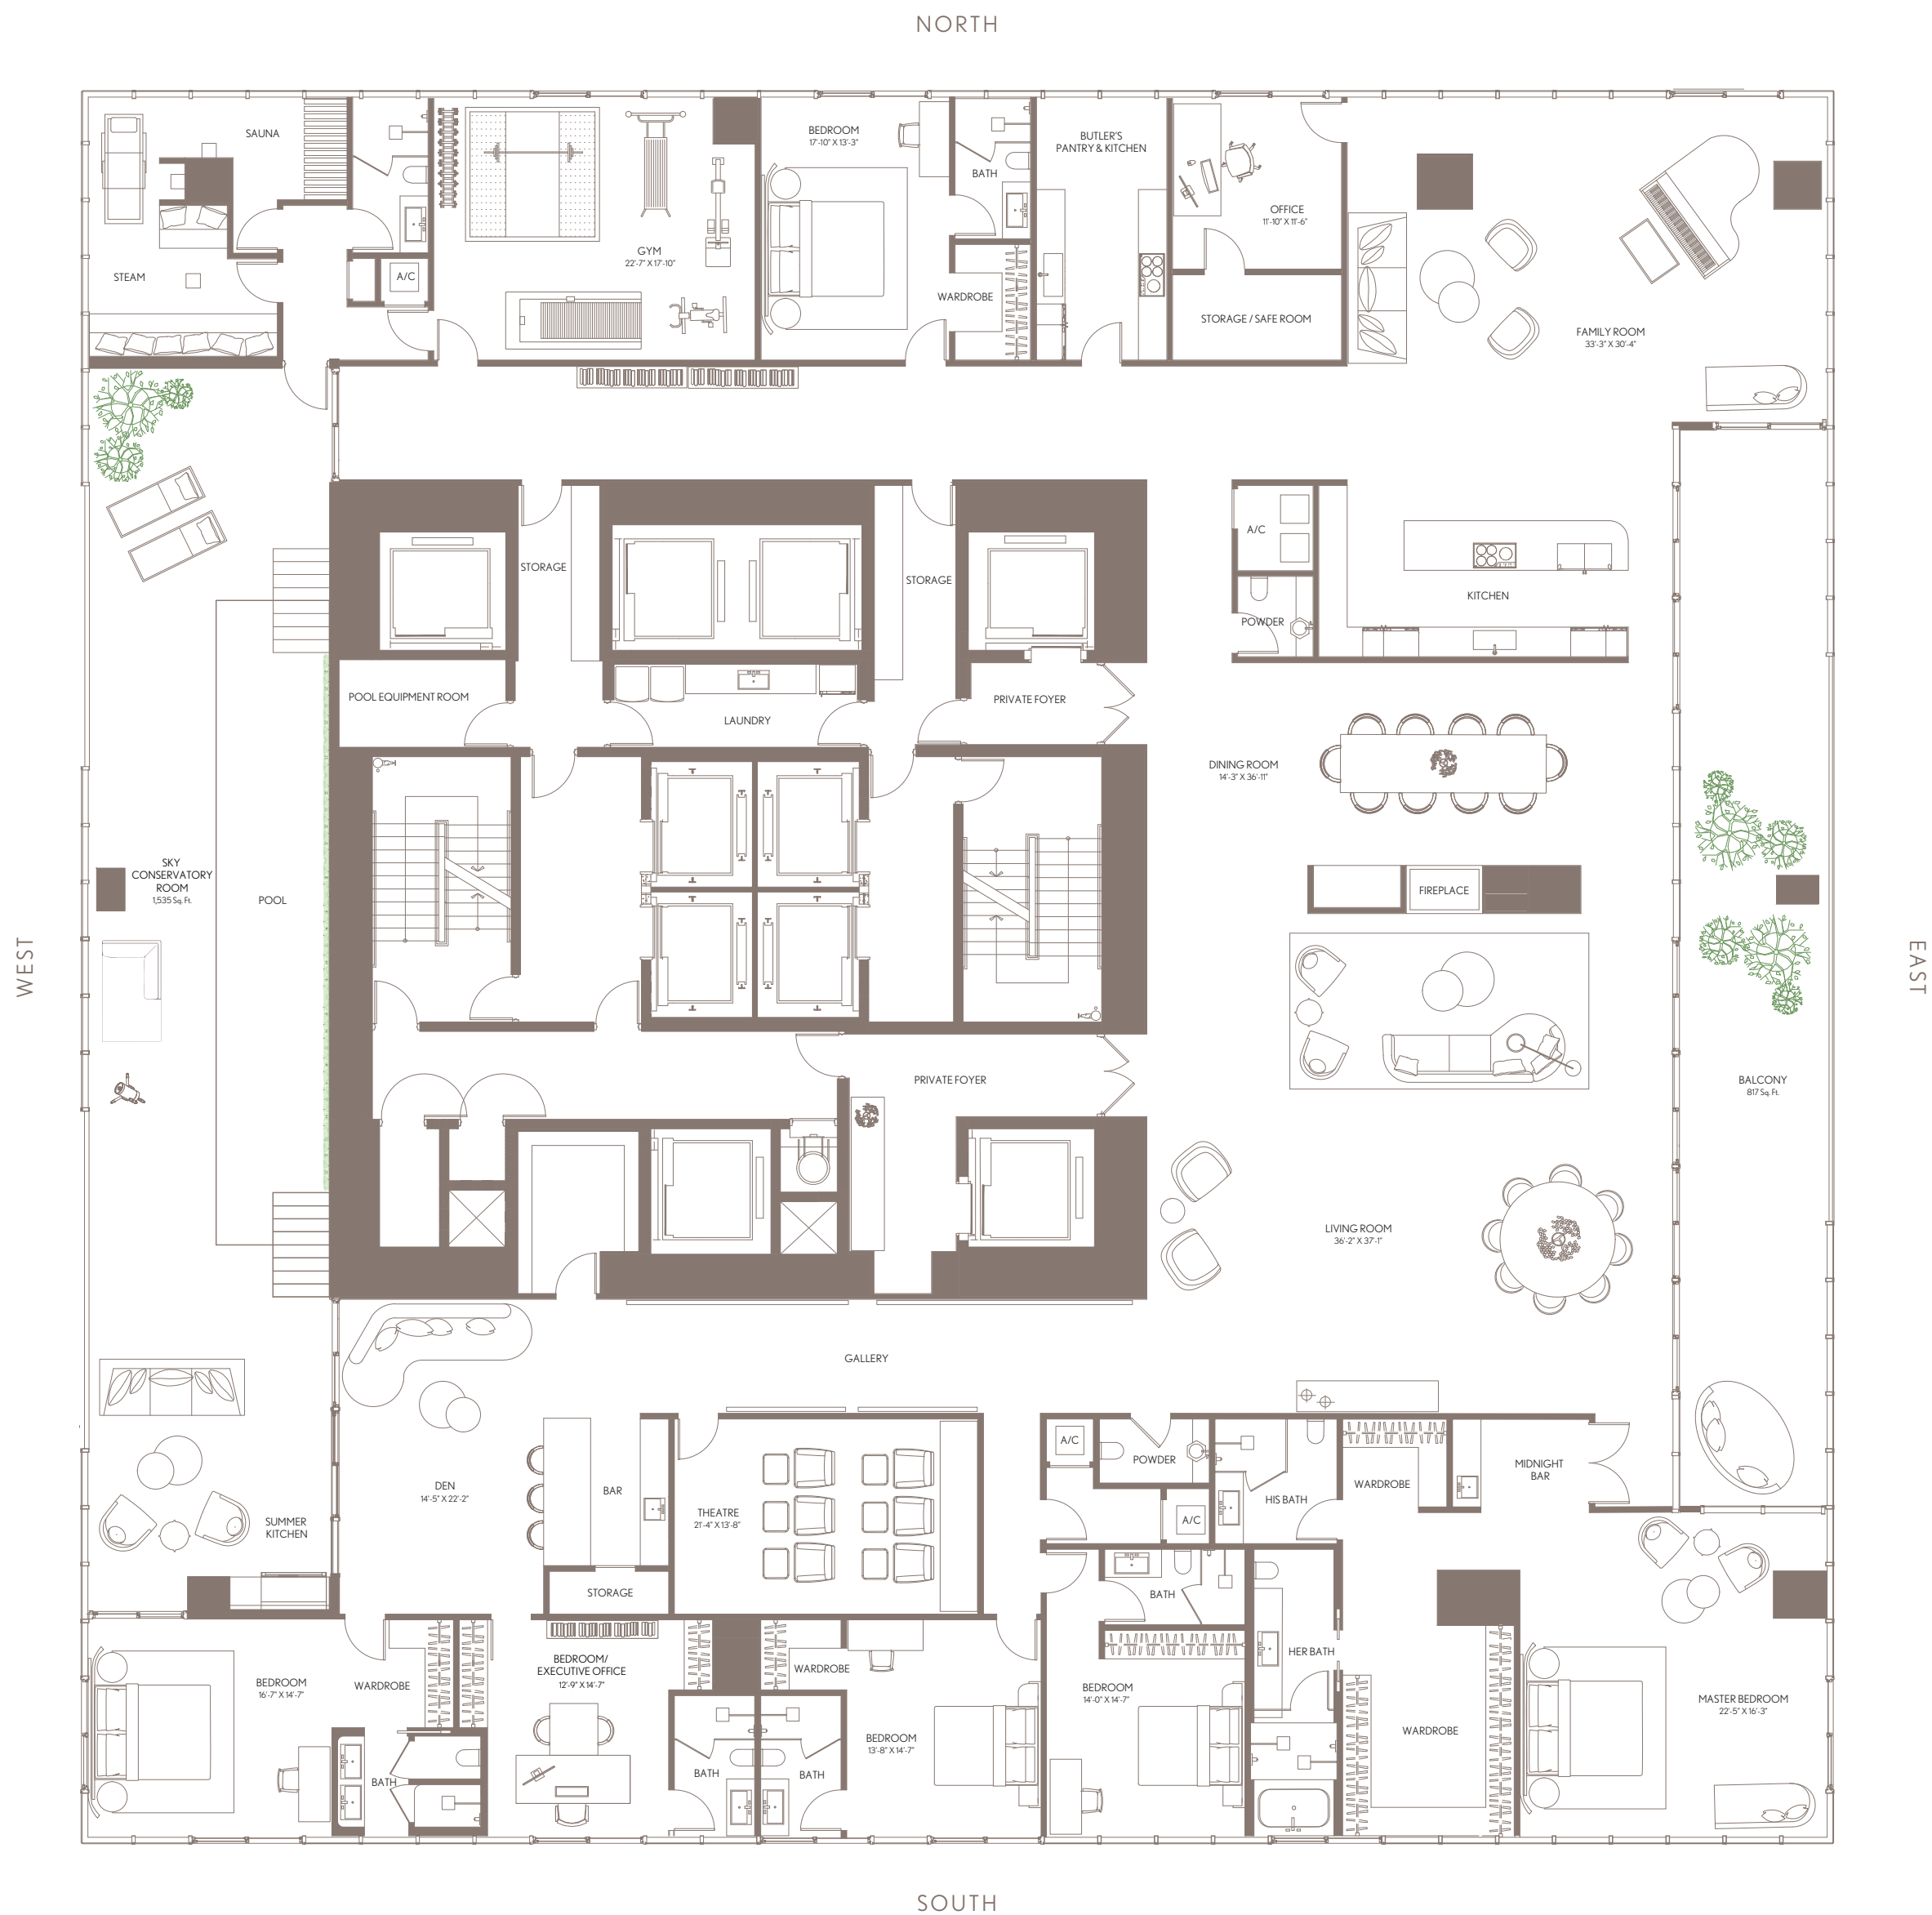 NORTH
SAUNA
STEAM
A/C
GYM
22'-7" X 17'-10"
BEDROOM
17'-10" X 13'-3"
BATH
WARDROBE
BUTLER'S
PANTRY & KITCHEN
OFFICE
11'-10" X 11'-6"
STORAGE / SAFE ROOM
FAMILY ROOM
33'-3" X 30'-4"
STORAGE
STORAGE
A/C
POWDER
KITCHEN
POOL EQUIPMENT ROOM
LAUNDRY
PRIVATE FOYER
DINING ROOM
14'-3" X 36'-11"
WEST
SKY
CONSERVATORY
ROOM
1,535 Sq. Ft.
POOL
FIREPLACE
EAST
PRIVATE FOYER
BALCONY
817 Sq. Ft.
LIVING ROOM
36'-2" X 37'-1"
GALLERY
SUMMER
KITCHEN
DEN
14'-5" X 22'-2"
BAR
STORAGE
THEATRE
21'-4" X 13'-8"
A/C
POWDER
A/C
HIS BATH
WARDROBE
MIDNIGHT
BAR
BEDROOM
16'-7" X 14'-7"
WARDROBE
BATH
BEDROOM/
EXECUTIVE OFFICE
12'-9" X 14'-7"
BATH
WARDROBE
BATH
BEDROOM
13'-8" X 14'-7"
BATH
BEDROOM
14'-0" X 14'-7"
HER BATH
WARDROBE
MASTER BEDROOM
22'-5" X 16'-3"
SOUTH